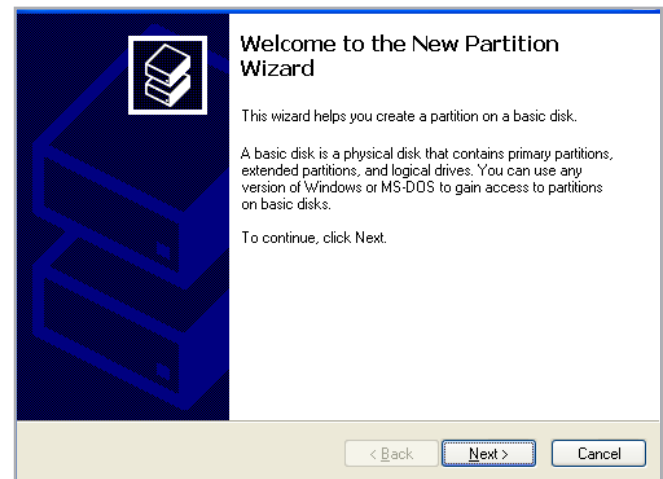 Welcome to the New Partition
Wizard
This wizard helps you create a partition on a basic disk.
A basic disk is a physical disk that contains primary partitions,
extended partitions, and logical drives. You can use any
version of Windows or MS-DOS to gain access to partitions
on basic disks.
To continue, click Next.
< Back Next > Cancel